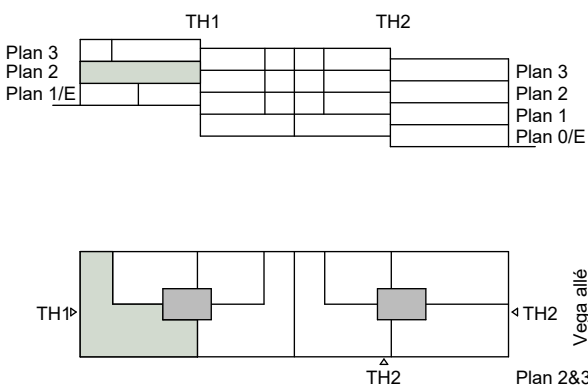 TH1 TH2
Plan 3
Plan 2
Plan 1/E
Plan 3
Plan 2
Plan 1
Plan 0/E
TH1
TH2
Vega allé
TH2
Plan 2&3